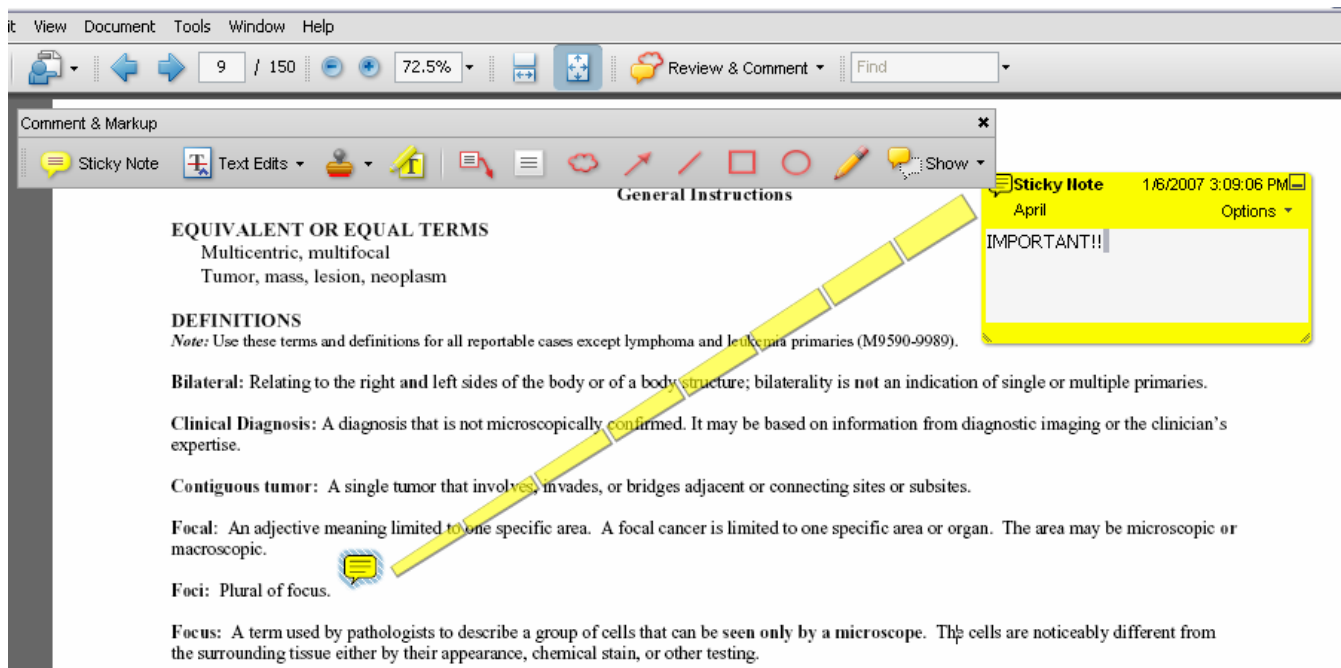 it View Document Tools Window Help
9 / 150 72.5% Review & Comment Find
Comment & Markup
Sticky Note Text Edits Show
Sticky Note 1/6/2007 3:09:06 PM
April Options
IMPORTANT!!
General Instructions
EQUIVALENT OR EQUAL TERMS
Multicentric, multifocal
Tumor, mass, lesion, neoplasm
DEFINITIONS
Note: Use these terms and definitions for all reportable cases except lymphoma and leukemia primaries (M9590-9989).
Bilateral: Relating to the right and left sides of the body or of a body structure; bilaterality is not an indication of single or multiple primaries.
Clinical Diagnosis: A diagnosis that is not microscopically confirmed. It may be based on information from diagnostic imaging or the clinician's
expertise.
Contiguous tumor: A single tumor that involves, invades, or bridges adjacent or connecting sites or subsites.
Focal: An adjective meaning limited to one specific area. A focal cancer is limited to one specific area or organ. The area may be microscopic or
macroscopic.
Foci: Plural of focus.
Focus: A term used by pathologists to describe a group of cells that can be seen only by a microscope. The cells are noticeably different from
the surrounding tissue either by their appearance, chemical stain, or other testing.